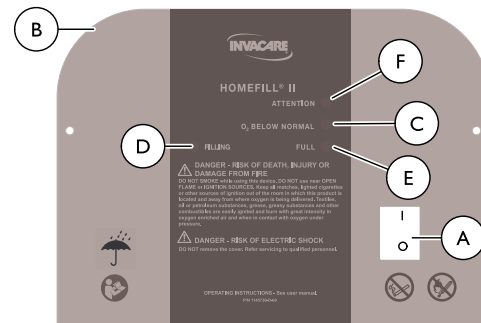 B
INVACARE
F
HOMEFILL® II
ATTENTION
C
O₂ BELOW NORMAL
D
FILLING
FULL
E
DANGER - RISK OF DEATH, INJURY OR
DAMAGE FROM FIRE
DO NOT SMOKE while using this device. DO NOT use near OPEN
FLAME or IGNITION SOURCES. Keep all matches, lighted cigarettes
or other sources of ignition out of the room in which this product is
located and away from where oxygen is being delivered. Textiles,
oil or petroleum substances, grease, greasy substances and other
combustibles are easily ignited and burn with great intensity in
oxygen enriched air and when in contact with oxygen under
pressure.
I
A
O
DANGER - RISK OF ELECTRIC SHOCK
DO NOT remove the cover. Refer servicing to qualified personnel.
OPERATING INSTRUCTIONS - See user manual.
P/N